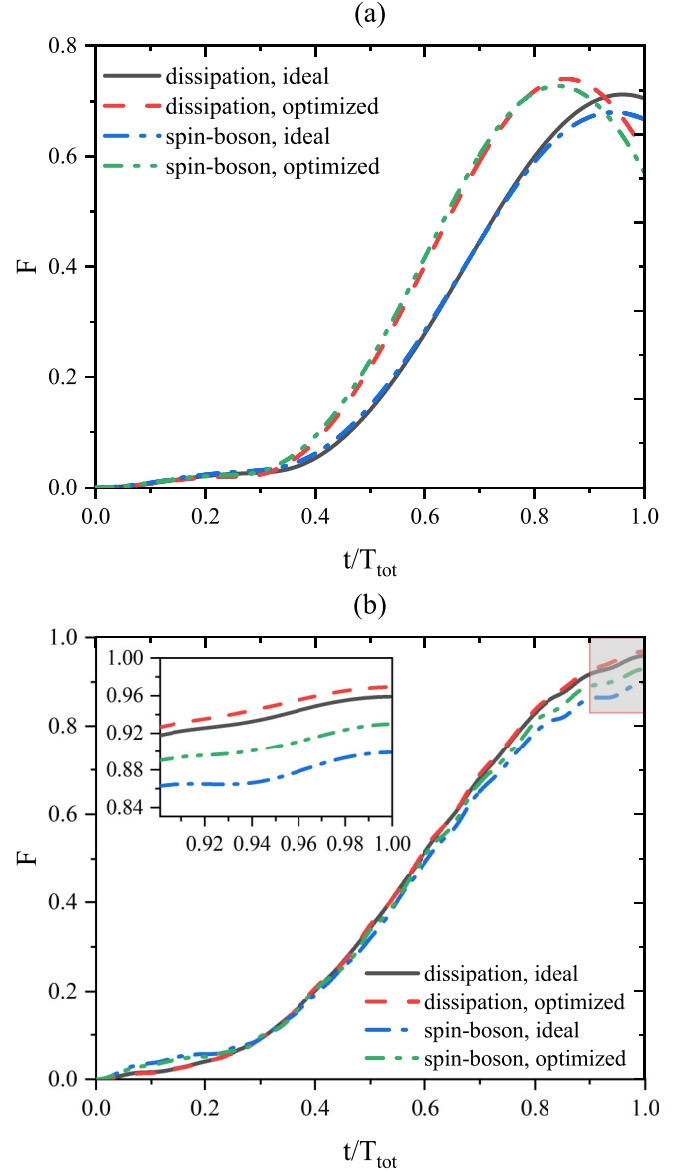 (a)
0.8
dissipation, ideal
dissipation, optimized
spin-boson, ideal
spin-boson, optimized
0.6
F
0.4
0.2
0.0
0.0 0.2 0.4 0.6 0.8 1.0
t/T_tot
(b)
1.0
1.00
0.96
0.92
0.88
0.84
0.92 0.94 0.96 0.98 1.00
0.8
0.6
F
0.4
0.2
dissipation, ideal
dissipation, optimized
spin-boson, ideal
spin-boson, optimized
0.0
0.0 0.2 0.4 0.6 0.8 1.0
t/T_tot